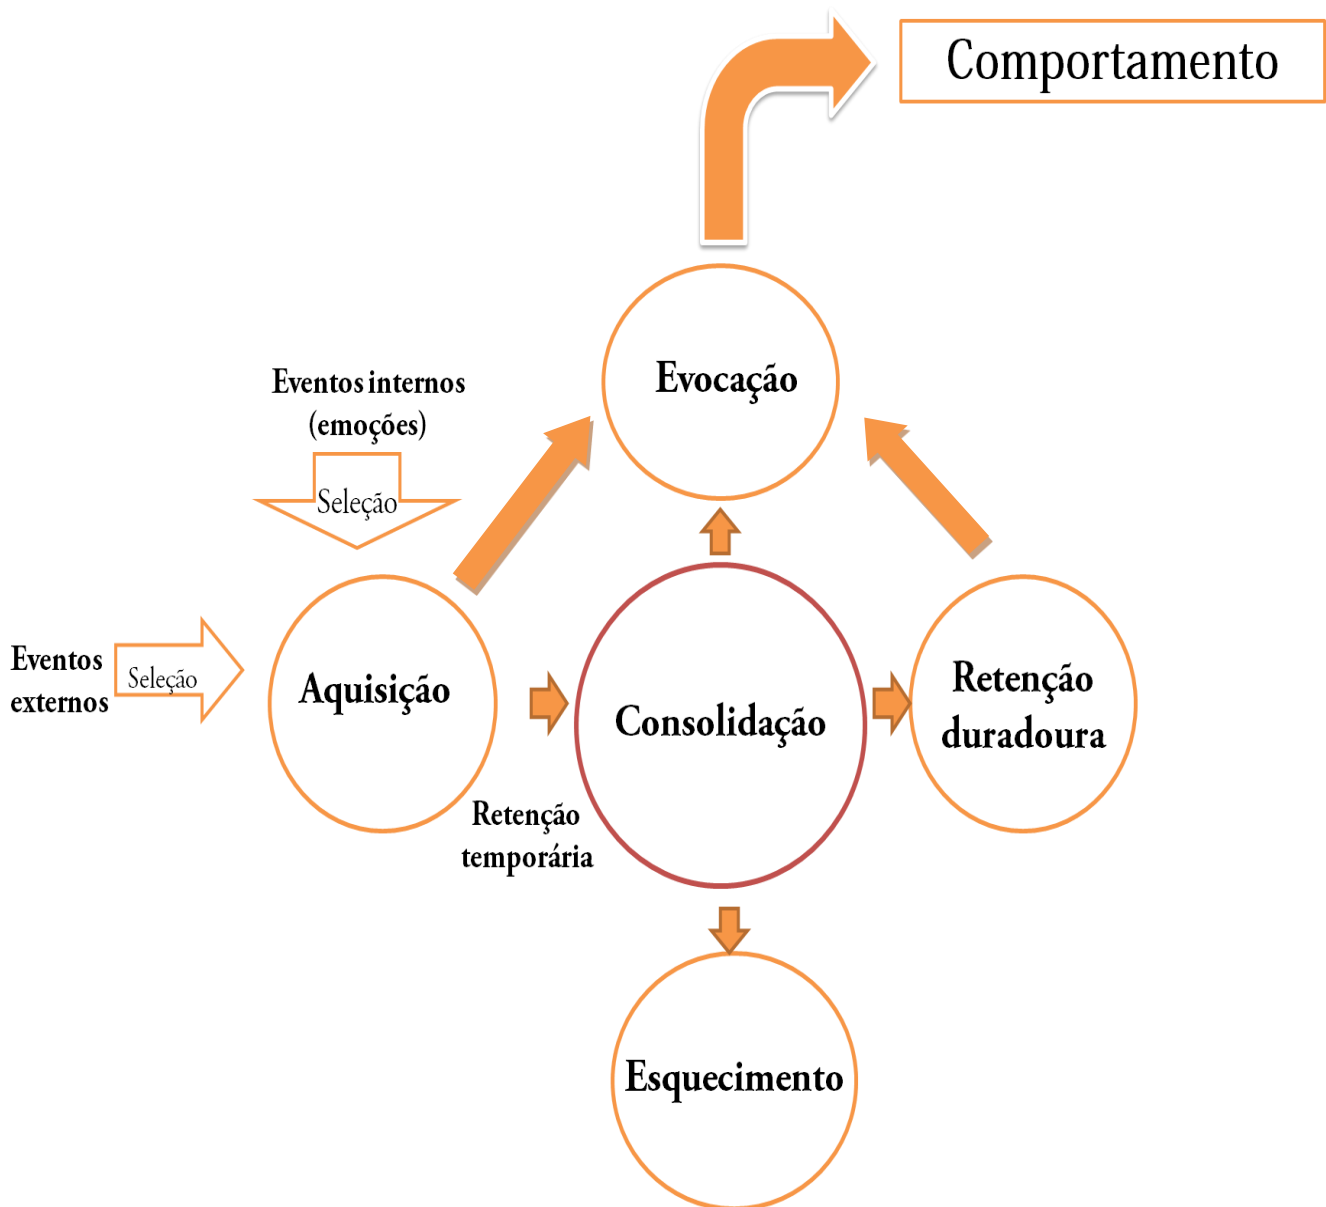 Comportamento
Evocação
Eventos internos
(emoções)
Seleção
Eventos
externos
Seleção
Aquisição
Retenção
temporária
Consolidação
Retenção
duradoura
Esquecimento